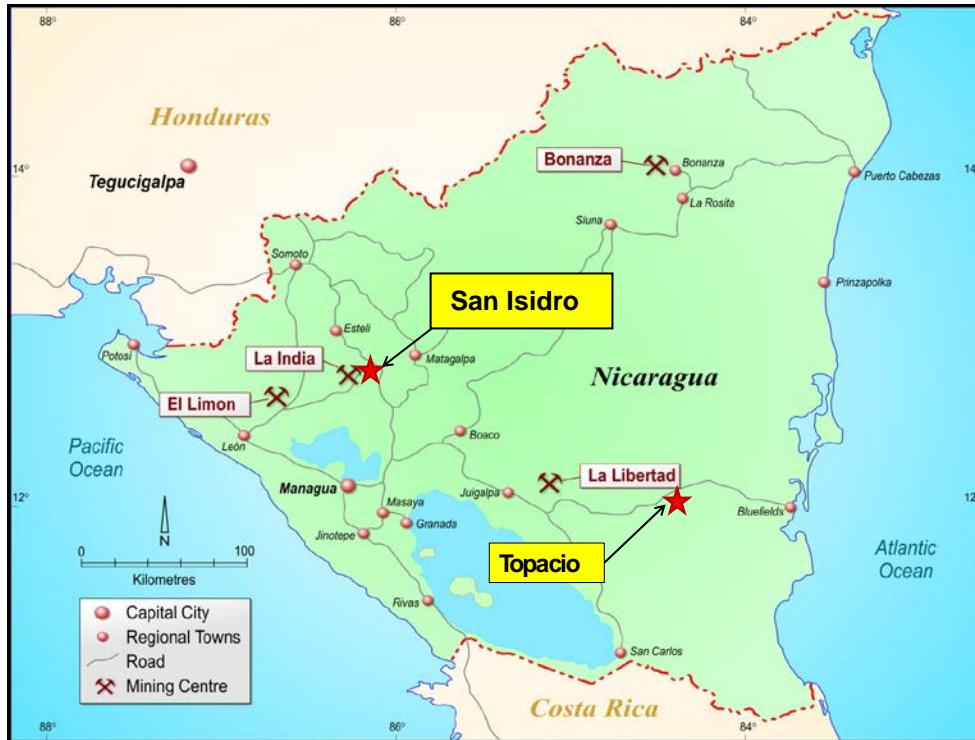 88°
86°
84°
Honduras
Tegucigalpa
14°
14
Bonanza
Bonanza
La Rosita
Puerto Cabezas
Siuna
Somoto
San Isidro
Prinzapolka
Esteli
Potosi
La India
Matagalpa
Nicaragua
El Limon
León
Boaco
Pacific
Ocean
La Libertad
Managua
Juigalpa
12°
12
Masaya
Bluefields
Granada
Jinotepe
N
0
100
Kilometres
Topacio
Atlantic
Ocean
Rivas
Capital City
Regional Towns
Road
Mining Centre
San Carlos
Costa Rica
88°
86°
84°